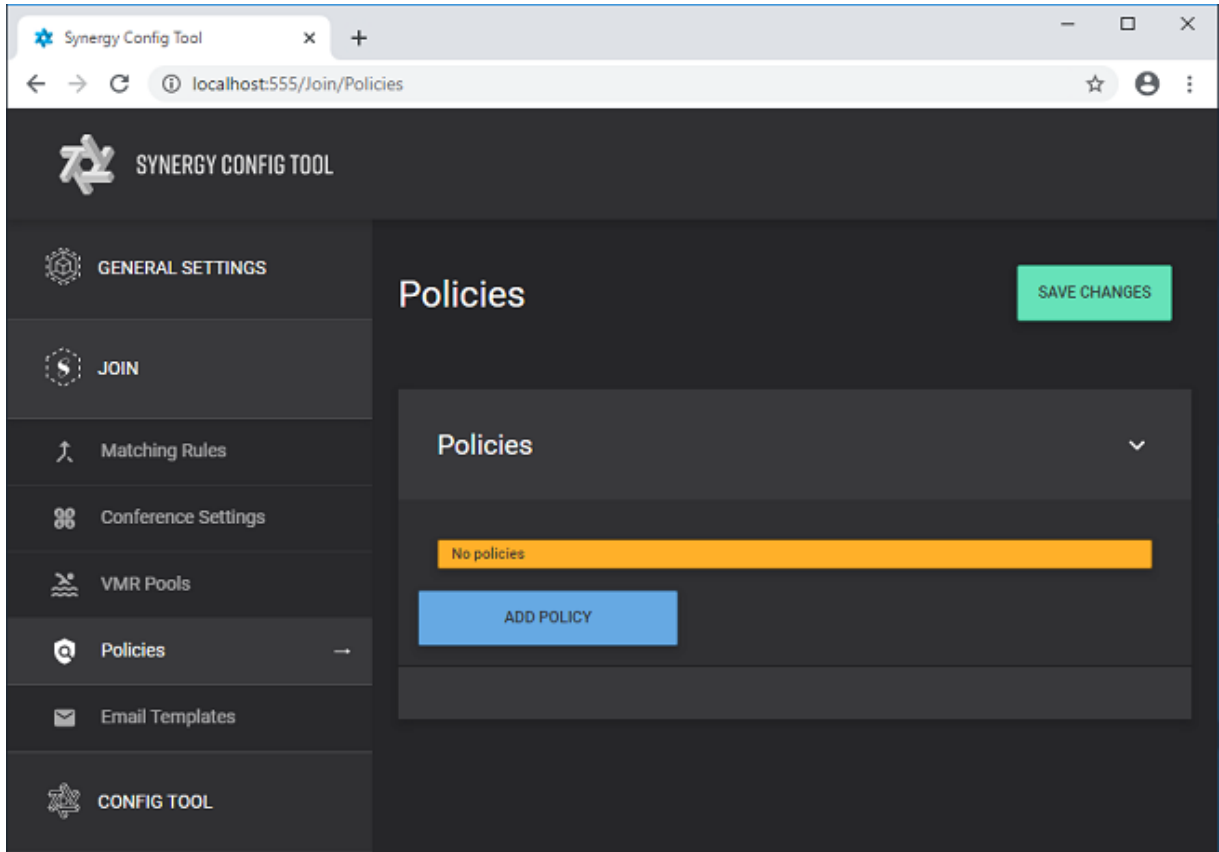 Synergy Config Tool
localhost:555/Join/Policies
SYNERGY CONFIG TOOL
GENERAL SETTINGS
JOIN
Matching Rules
Conference Settings
VMR Pools
Policies
Email Templates
CONFIG TOOL
Policies
SAVE CHANGES
Policies
No policies
ADD POLICY